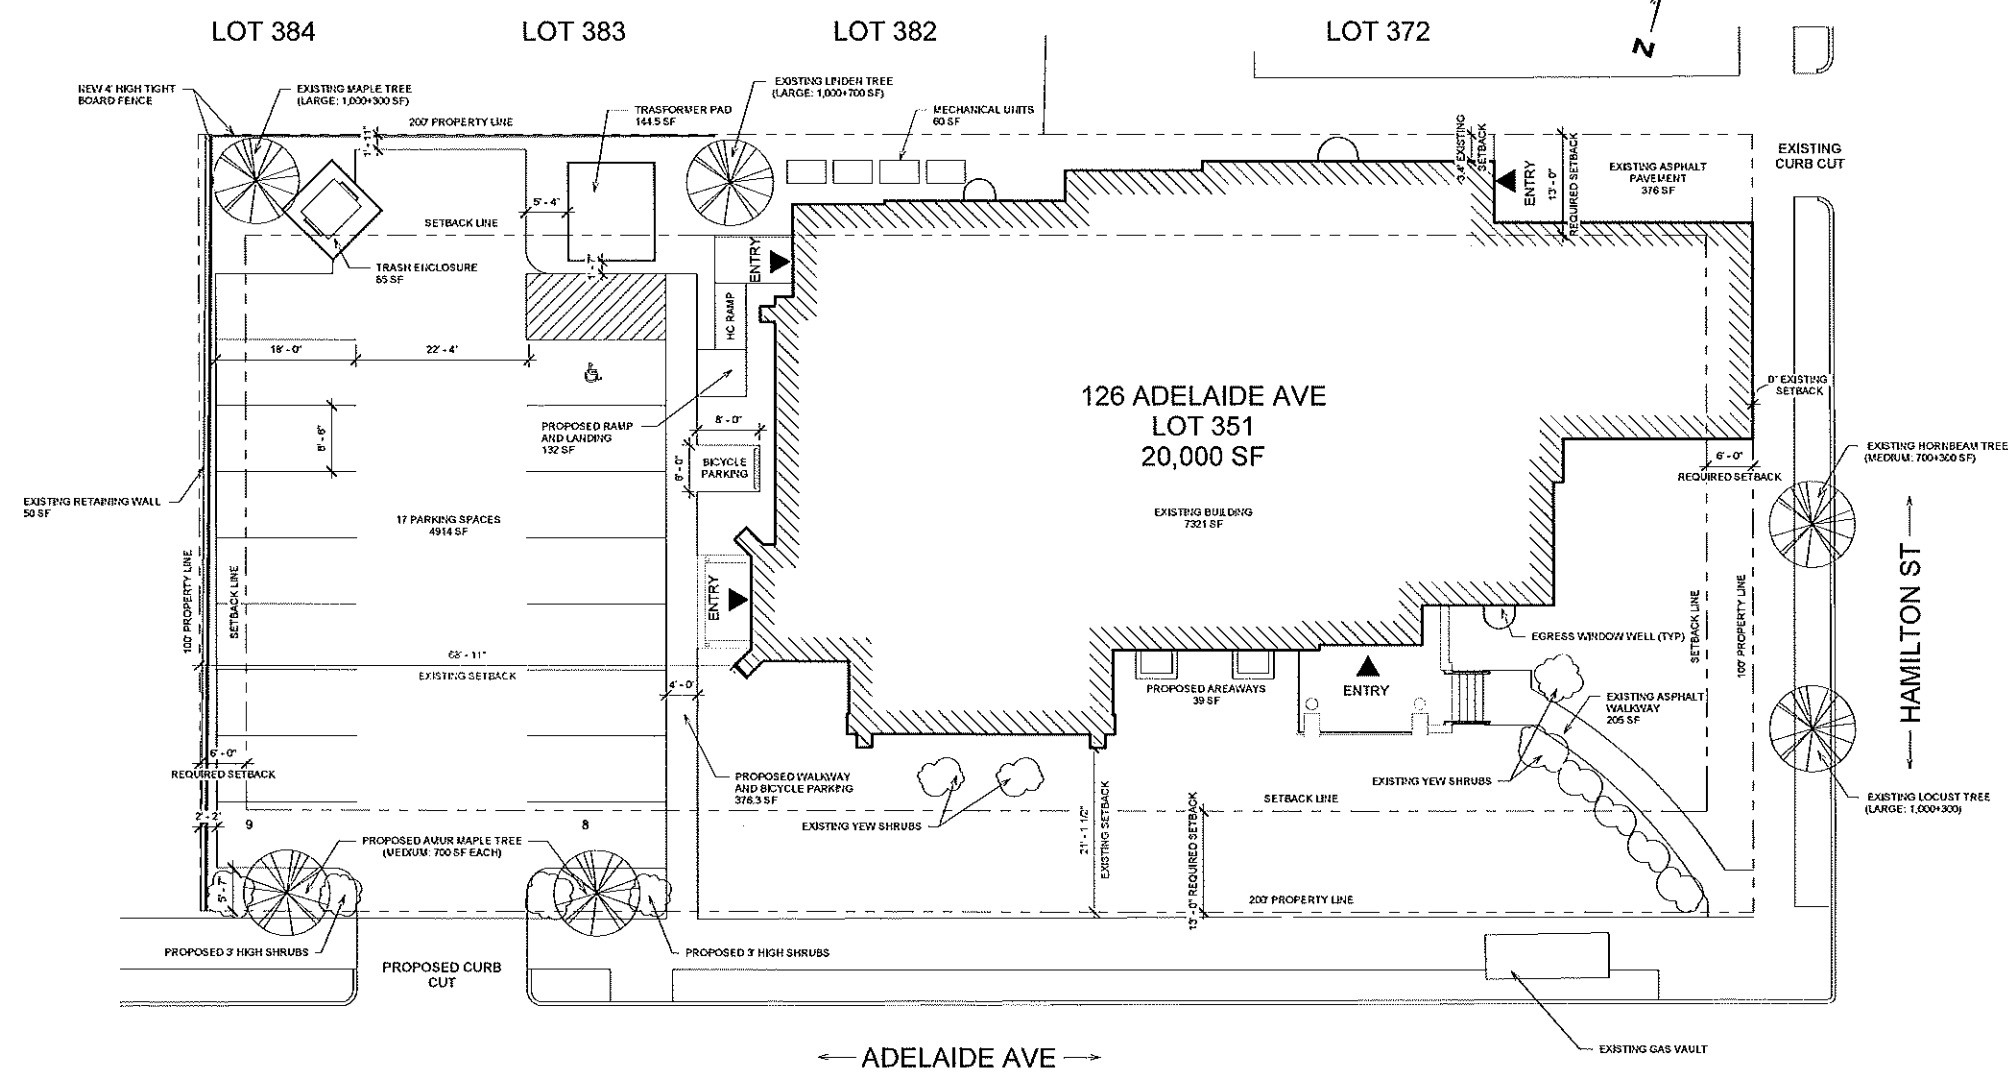 LOT 384
LOT 383
LOT 382
LOT 372
Z
NEW 4' HIGH TIGHT
BOARD FENCE
EXISTING MAPLE TREE
(LARGE: 1,000+300 SF)
200' PROPERTY LINE
1' - 11"
TRASFORMER PAD
144.5 SF
EXISTING LINDEN TREE
(LARGE: 1,000+700 SF)
MECHANICAL UNITS
60 SF
3.4' EXISTING
SETBACK
ENTRY
13' - 0"
REQUIRED SETBACK
EXISTING ASPHALT
PAVEMENT
376 SF
EXISTING
CURB CUT
5' - 4"
SETBACK LINE
TRASH ENCLOSURE
65 SF
1' - 7"
ENTRY
HC RAMP
18' - 0"
22' - 4"
126 ADELAIDE AVE
LOT 351
20,000 SF
0" EXISTING
SETBACK
PROPOSED RAMP
AND LANDING
132 SF
8' - 0"
8' - 6"
6' - 0"
BICYCLE
PARKING
EXISTING HORNBEAM TREE
(MEDIUM: 700+300 SF)
6' - 0"
REQUIRED SETBACK
EXISTING RETAINING WALL
50 SF
17 PARKING SPACES
4914 SF
EXISTING BUILDING
7321 SF
100' PROPERTY LINE
SETBACK LINE
ENTRY
HAMILTON ST
SETBACK LINE
100' PROPERTY LINE
EGRESS WINDOW WELL (TYP)
68' - 11"
EXISTING SETBACK
4' - 0"
PROPOSED AREAWAYS
39 SF
ENTRY
EXISTING ASPHALT
WALKWAY
205 SF
6' - 0"
REQUIRED SETBACK
PROPOSED WALKWAY
AND BICYCLE PARKING
376.3 SF
EXISTING YEW SHRUBS
EXISTING YEW SHRUBS
21' - 1 1/2"
EXISTING SETBACK
SETBACK LINE
13' - 0" REQUIRED SETBACK
EXISTING LOCUST TREE
(LARGE: 1,000+300)
2' - 2"
9
8
PROPOSED AMUR MAPLE TREE
(MEDIUM: 700 SF EACH)
5' - 7"
200' PROPERTY LINE
PROPOSED 3' HIGH SHRUBS
PROPOSED 3' HIGH SHRUBS
PROPOSED CURB
CUT
EXISTING GAS VAULT
ADELAIDE AVE